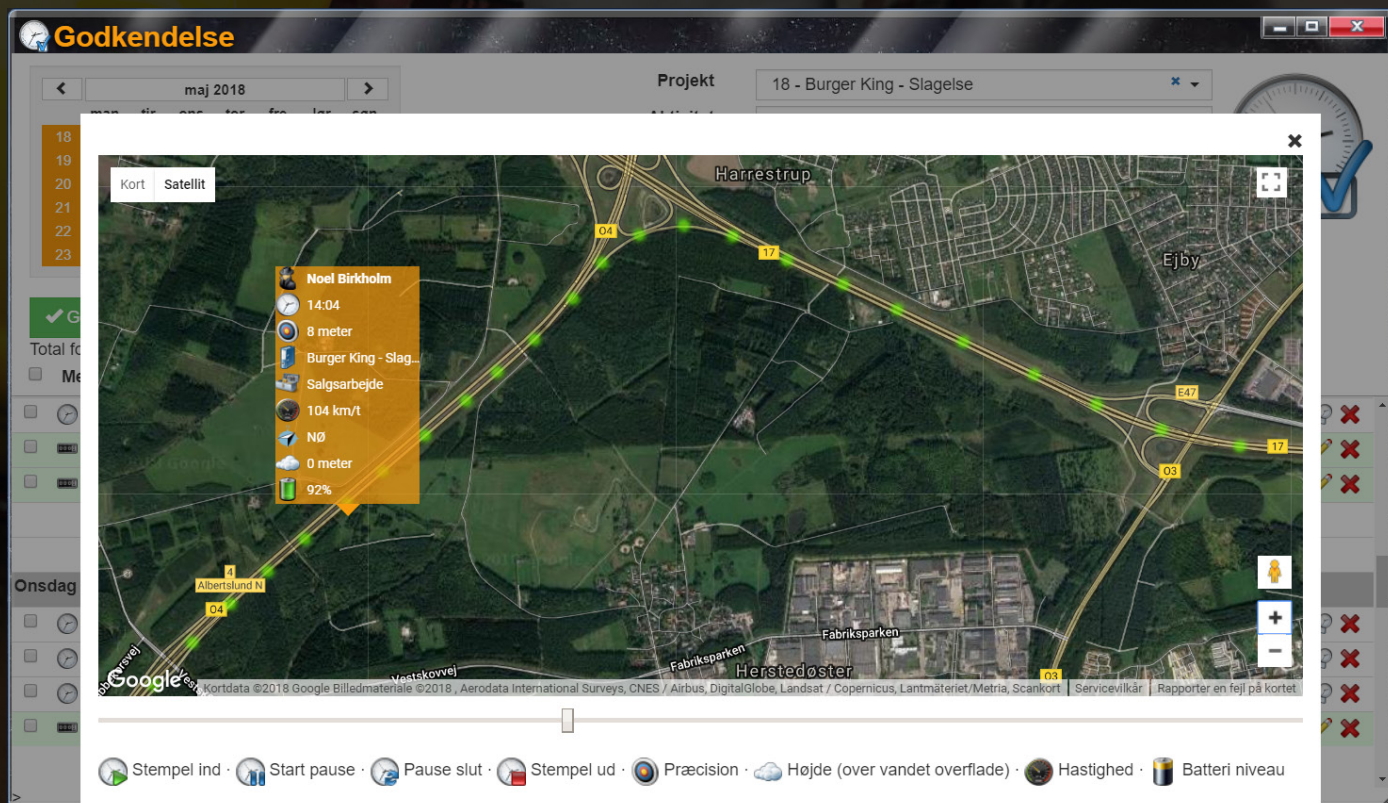 Godkendelse
maj 2018
Projekt
18 - Burger King - Slagelse
man tir ons tor fre lør søn
Aktivitet
18
19
20
21
22
23
G
Total fo
Me
Onsdag
Kort Satellit
Harrestrup
Ejby
O4
17
E47
17
O3
O3
4
Albertslund N
O4
Noel Birkholm
14:04
8 meter
Burger King - Slag...
Salgsarbejde
104 km/t
NØ
0 meter
92%
Fabriksparken
Fabriksparken
Herstedøster
Vestskovvej
Google
Kortdata ©2018 Google Billedmateriale ©2018 , Aerodata International Surveys, CNES / Airbus, DigitalGlobe, Landsat / Copernicus, Lantmäteriet/Metria, Scankort
Servicevilkår
Rapporter en fejl på kortet
Stempel ind · Start pause · Pause slut · Stempel ud · Præcision · Højde (over vandet overflade) · Hastighed · Batteri niveau
>